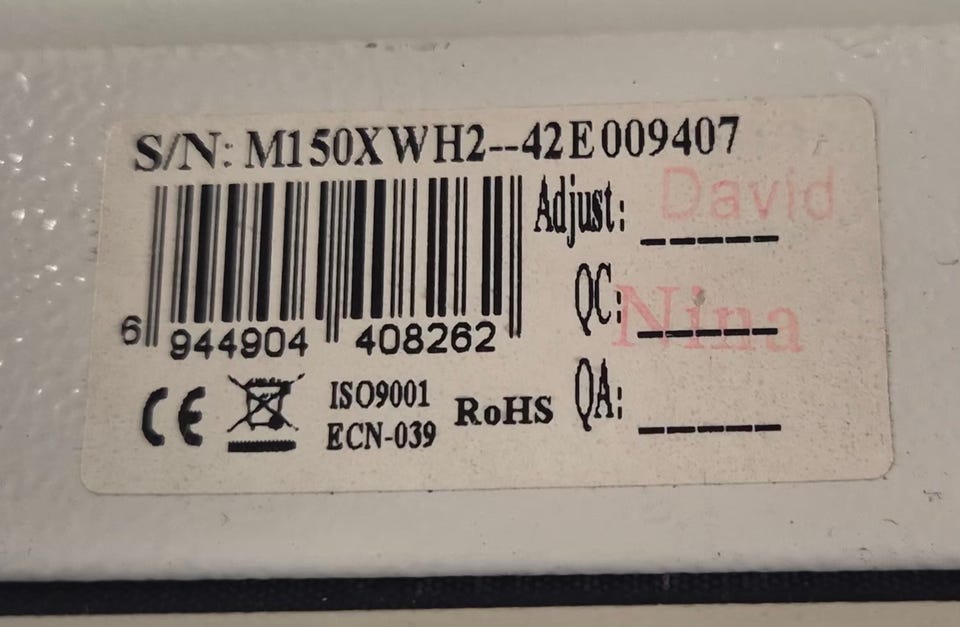 S/N: M150XWH2--42E009407
Adjust: David
QC: Nina
6 944904 408262
CE ISO9001 RoHS QA:
ECN-039